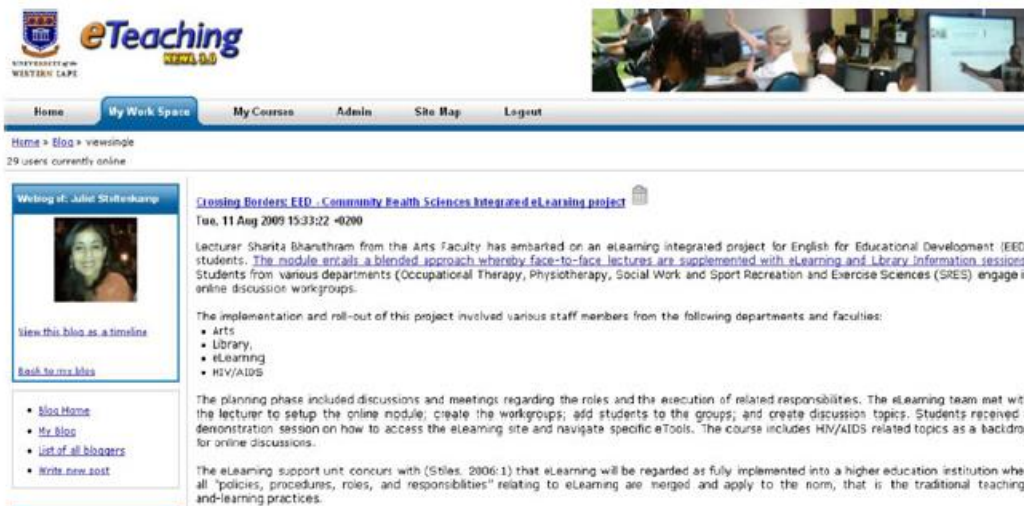 UNIVERSITY of the
WESTERN CAPE
eTeaching
NEWL 3.0
Home My Work Space My Courses Admin Site Map Logout
Home » Blog » viewsingle
29 users currently online
Weblog of: Juliet Stoltenkamp
View this blog as a timeline
Back to my blog
Blog Home
My Blog
List of all bloggers
Write new post
Crossing Borders: EED - Community Health Sciences Integrated eLearning project
Tue, 11 Aug 2009 15:33:22 +0200
Lecturer Sharita Bharuthram from the Arts Faculty has embarked on an eLearning integrated project for English for Educational Development (EED
students. The module entails a blended approach whereby face-to-face lectures are supplemented with eLearning and Library Information sessions
Students from various departments (Occupational Therapy, Physiotherapy, Social Work and Sport Recreation and Exercise Sciences (SRES) engage
online discussion workgroups.
The implementation and roll-out of this project involved various staff members from the following departments and faculties:
• Arts
• Library,
• eLearning
• HIV/AIDS
The planning phase included discussions and meetings regarding the roles and the execution of related responsibilities. The eLearning team met
the lecturer to setup the online module; create the workgroups; add students to the groups; and create discussion topics. Students received
demonstration session on how to access the eLearning site and navigate specific eTools. The course includes HIV/AIDS related topics as a
for online discussions.
The eLearning support unit concurs with (Stiles, 2006:1) that eLearning will be regarded as fully implemented into a higher education institution
all "policies, procedures, roles, and responsibilities" relating to eLearning are merged and apply to the norm, that is the traditional teaching
and-learning practices.